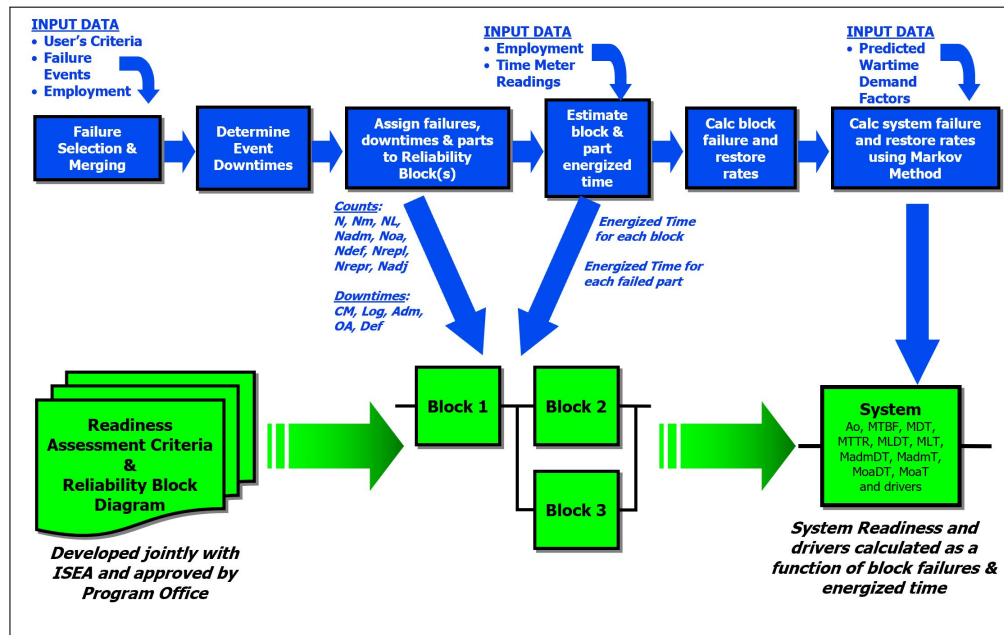 INPUT DATA
• User's Criteria
• Failure
Events
• Employment
INPUT DATA
• Employment
• Time Meter
Readings
INPUT DATA
• Predicted
Wartime
Demand
Factors
Failure
Selection &
Merging
Determine
Event
Downtimes
Assign failures,
downtimes & parts
to Reliability
Block(s)
Estimate
block &
part
energized
time
Calc block
failure and
restore
rates
Calc system failure
and restore rates
using Markov
Method
Counts:
N, Nm, NL,
Nadm, Noa,
Ndef, Nrepl,
Nrepr, Nadj
Downtimes:
CM, Log, Adm,
OA, Def
Energized Time
for each block
Energized Time for
each failed part
Readiness
Assessment Criteria
&
Reliability Block
Diagram
Developed jointly with
ISEA and approved by
Program Office
Block 1
Block 2
Block 3
System
Ao, MTBF, MDT,
MTTR, MLDT, MLT,
MadmDT, MadmT,
MoaDT, MoaT
and drivers
System Readiness and
drivers calculated as a
function of block failures &
energized time